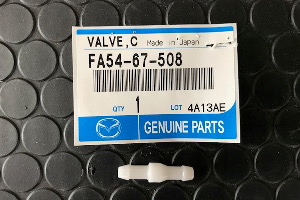 VALVE,C Made in Japan
FA54-67-508
QTY 1 LOT 4A13AE
GENUINE PARTS